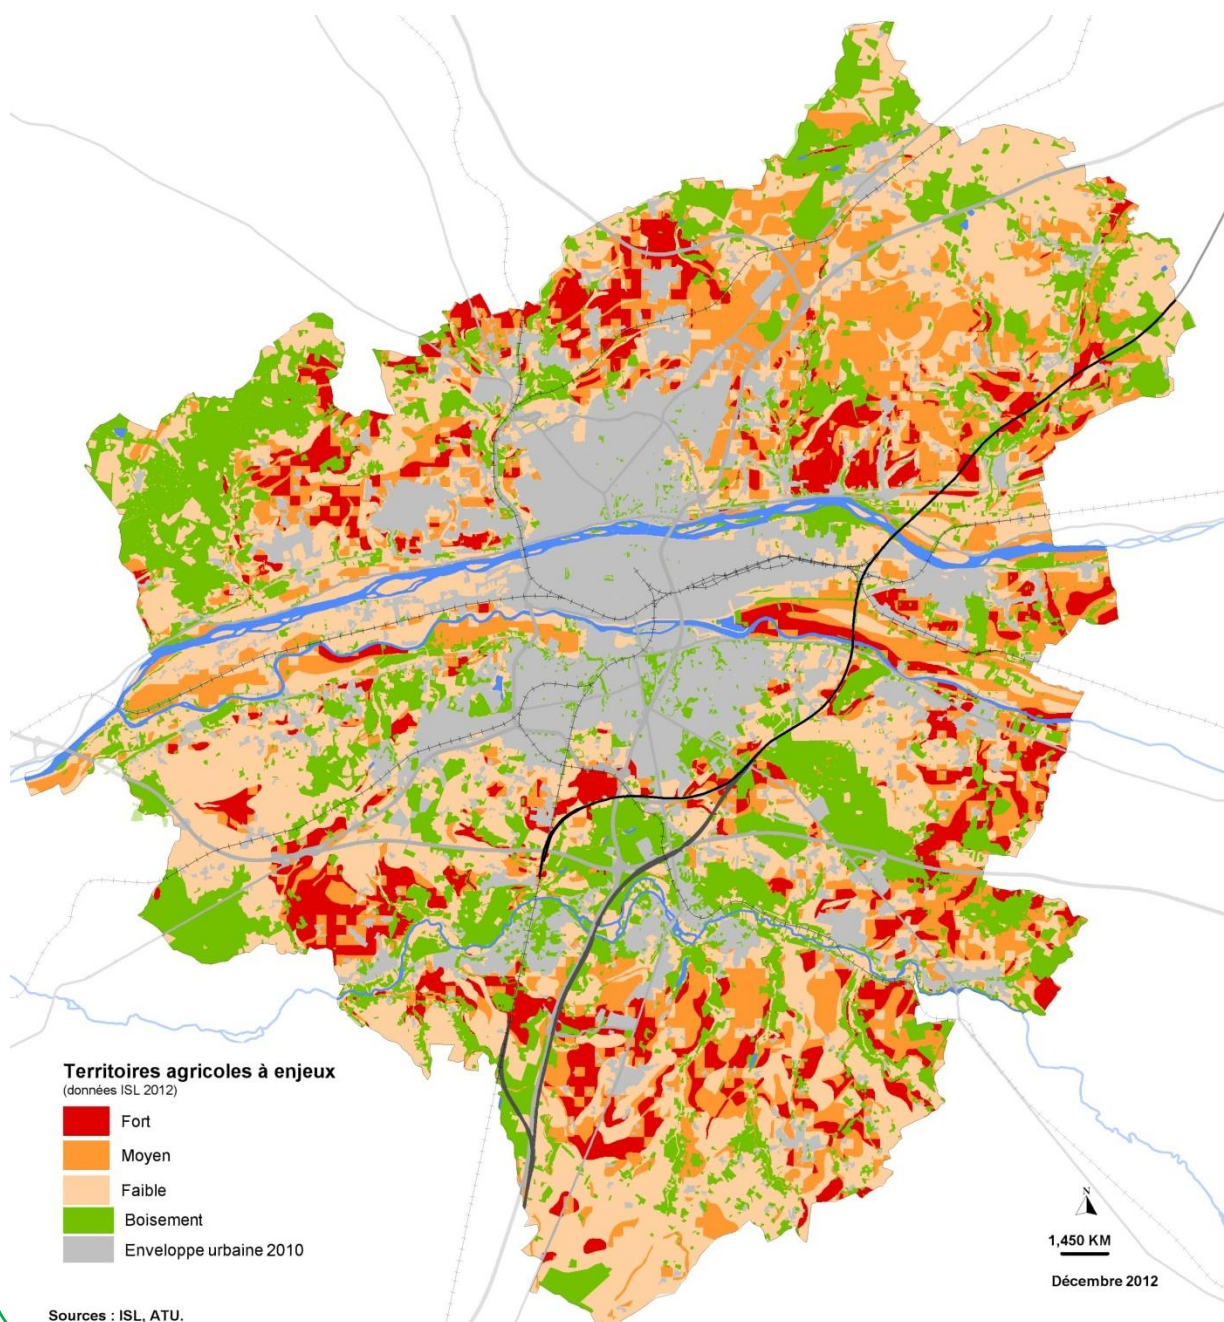 Territoires agricoles à enjeux
(données ISL 2012)
Fort
Moyen
Faible
Boisement
Enveloppe urbaine 2010
N
1,450 KM
Décembre 2012
Sources : ISL, ATU.